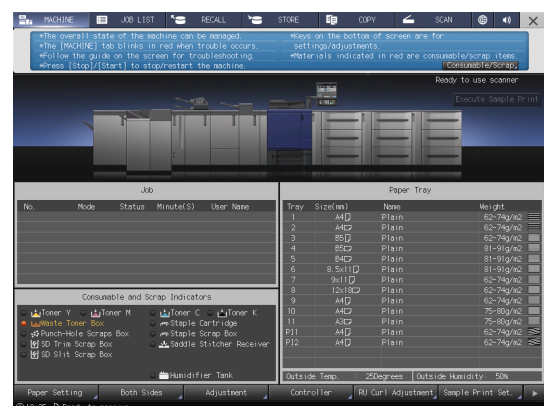 MACHINE JOB LIST RECALL STORE COPY SCAN
*The overall state of the machine can be managed.
*The [MACHINE] tab blinks in red when trouble occurs.
*Follow the guide on the screen for troubleshooting.
*Press [Stop]/[Start] to stop/restart the machine.
*Keys on the bottom of screen are for
settings/adjustments.
*Materials indicated in red are consumable/scrap items.
Consumable/Scrap
Ready to use scanner
Execute Sample Print
Job
No. Mode Status Minute(S) User Name
Paper Tray
Tray Size(mm) Name Weight
1 A4 Plain 62-74g/m2
2 A4 Plain 62-74g/m2
3 B5 Plain 62-74g/m2
4 B5 Plain 81-91g/m2
5 B4 Plain 81-91g/m2
6 8.5x11 Plain 81-91g/m2
7 9x11 Plain 62-74g/m2
8 12x18 Plain 62-74g/m2
9 A4 Plain 62-74g/m2
10 A4 Plain 75-80g/m2
11 A3 Plain 75-80g/m2
P11 A4 Plain 62-74g/m2
P12 A4 Plain 62-74g/m2
Outside Temp. : 25Degrees Outside Humidity: 50%
Consumable and Scrap Indicators
Toner Y Toner M Toner C Toner K
Waste Toner Box Staple Cartridge
Punch-Hole Scraps Box Staple Scrap Box
SD Trim Scrap Box Saddle Stitcher Receiver
SD Slit Scrap Box
Humidifier Tank
Paper Setting Both Sides Adjustment Controller RU Curl Adjustment Sample Print Set.